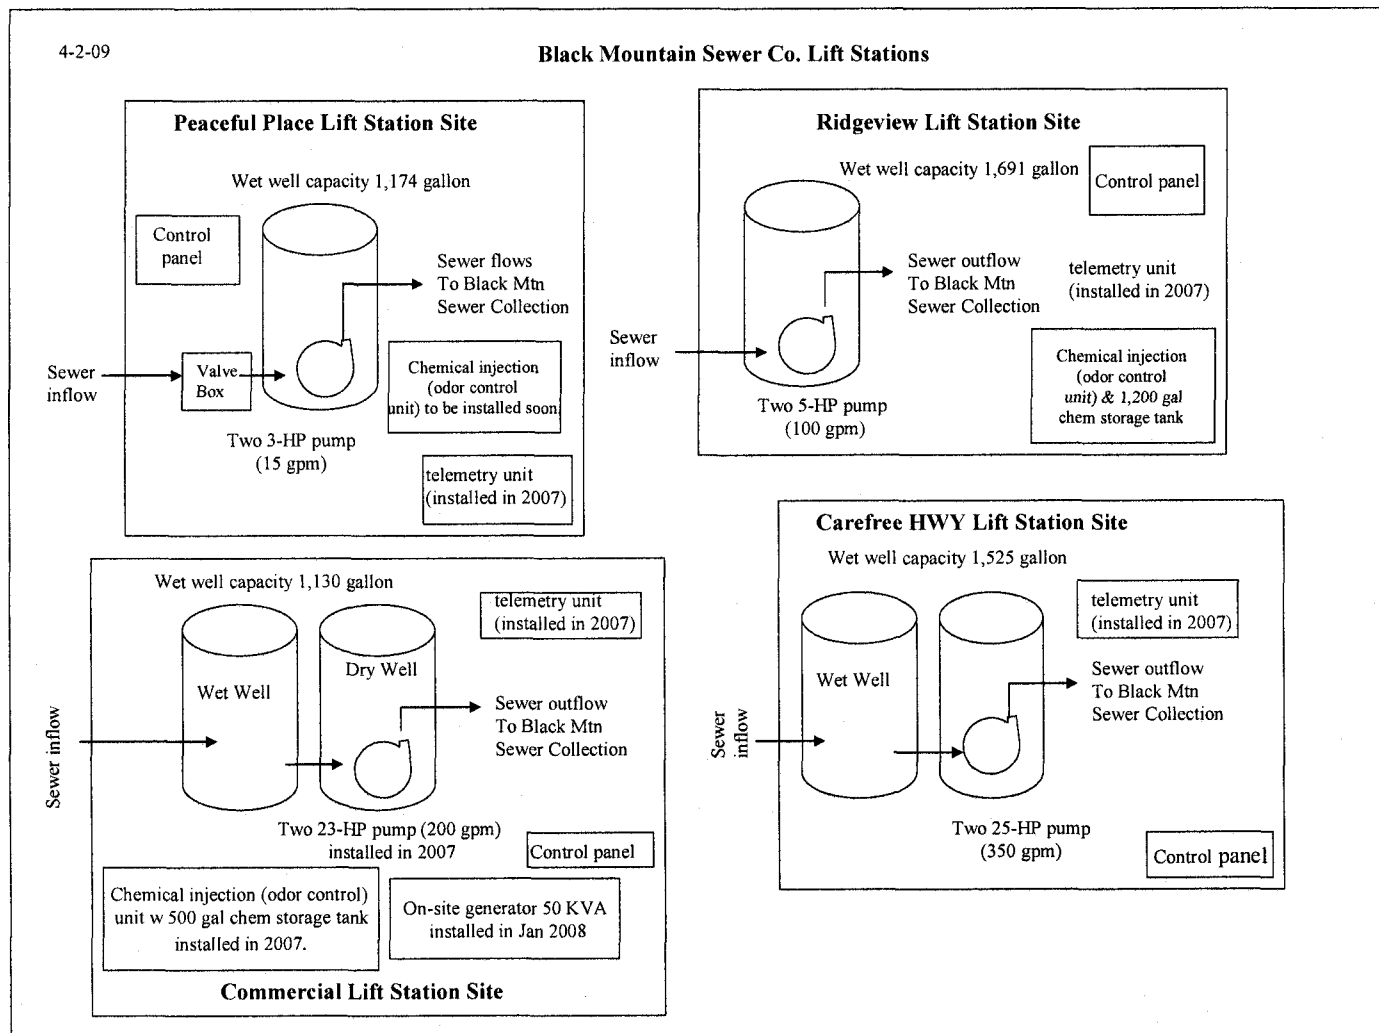 4-2-09
Black Mountain Sewer Co. Lift Stations
Peaceful Place Lift Station Site
Wet well capacity 1,174 gallon
Control
panel
Sewer flows
To Black Mtn
Sewer Collection
Sewer
inflow
Valve
Box
Chemical injection
(odor control
unit) to be installed soon
Two 3-HP pump
(15 gpm)
telemetry unit
(installed in 2007)
Ridgeview Lift Station Site
Wet well capacity 1,691 gallon
Control panel
Sewer outflow
To Black Mtn
Sewer Collection
telemetry unit
(installed in 2007)
Sewer
inflow
Chemical injection
(odor control
unit) & 1,200 gal
chem storage tank
Two 5-HP pump
(100 gpm)
Wet well capacity 1,130 gallon
telemetry unit
(installed in 2007)
Wet Well
Dry Well
Sewer outflow
To Black Mtn
Sewer Collection
Sewer inflow
Two 23-HP pump (200 gpm)
installed in 2007
Control panel
Chemical injection (odor control)
unit w 500 gal chem storage tank
installed in 2007.
On-site generator 50 KVA
installed in Jan 2008
Commercial Lift Station Site
Carefree HWY Lift Station Site
Wet well capacity 1,525 gallon
telemetry unit
(installed in 2007)
Wet Well
Sewer outflow
To Black Mtn
Sewer Collection
Sewer
inflow
Two 25-HP pump
(350 gpm)
Control panel